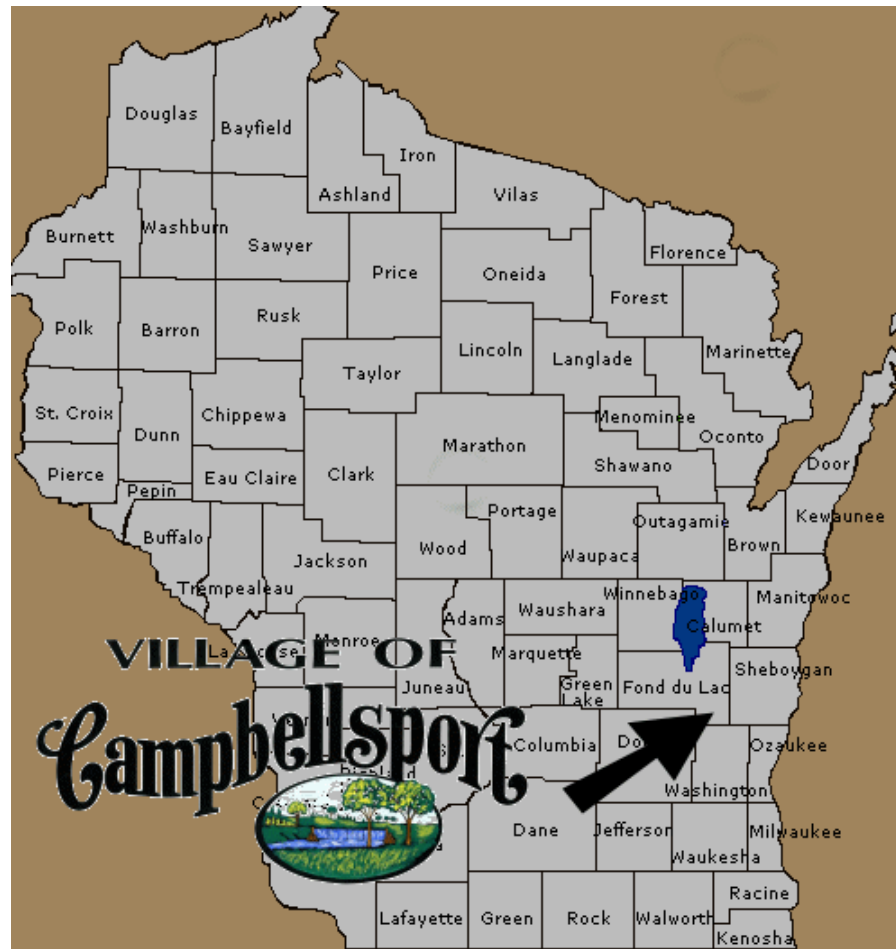 Douglas
Bayfield
Iron
Ashland
Vilas
Burnett
Washburn
Sawyer
Price
Oneida
Florence
Forest
Polk
Barron
Rusk
Lincoln
Langlade
Marinette
Taylor
St. Croix
Dunn
Chippewa
Menominee
Oconto
Marathon
Pierce
Pepin
Eau Claire
Clark
Shawano
Door
Portage
Outagamie
Kewaunee
Buffalo
Wood
Waupaca
Brown
Jackson
Trempealeau
Adams
Waushara
Winnebago
Manitowoc
Calumet
Monroe
VILLAGE OF
Campbellsport
Juneau
Marquette
Green
Lake
Fond du Lac
Sheboygan
Columbia
Ozaukee
Washington
Dane
Jefferson
Milwaukee
Waukesha
Racine
Lafayette
Green
Rock
Walworth
Kenosha